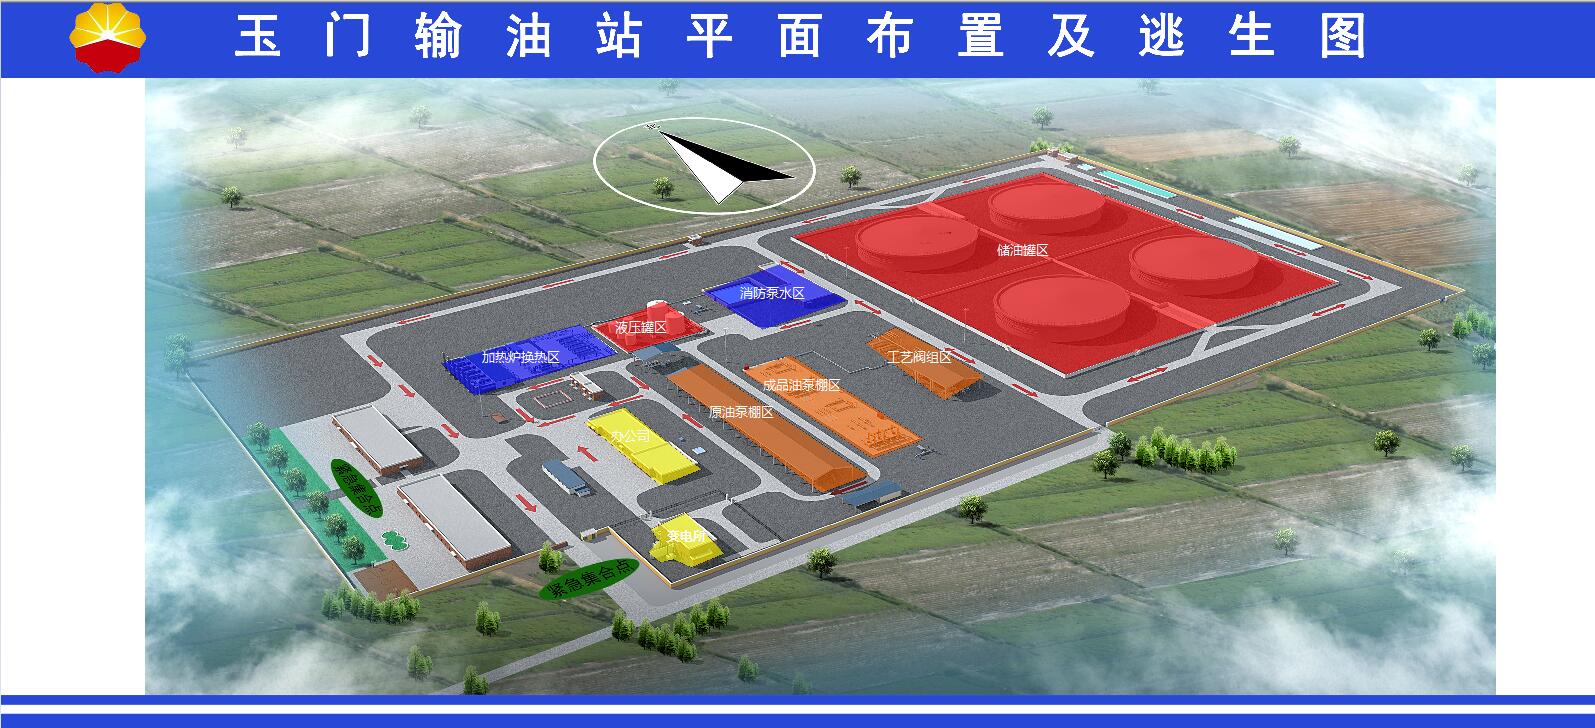 玉门输油站平面布置及逃生图
北
储油罐区
消防泵水区
液压罐区
加热炉换热区
工艺阀组区
成品油泵棚区
原油泵棚区
办公司
紧急集合点
变电所
紧急集合点